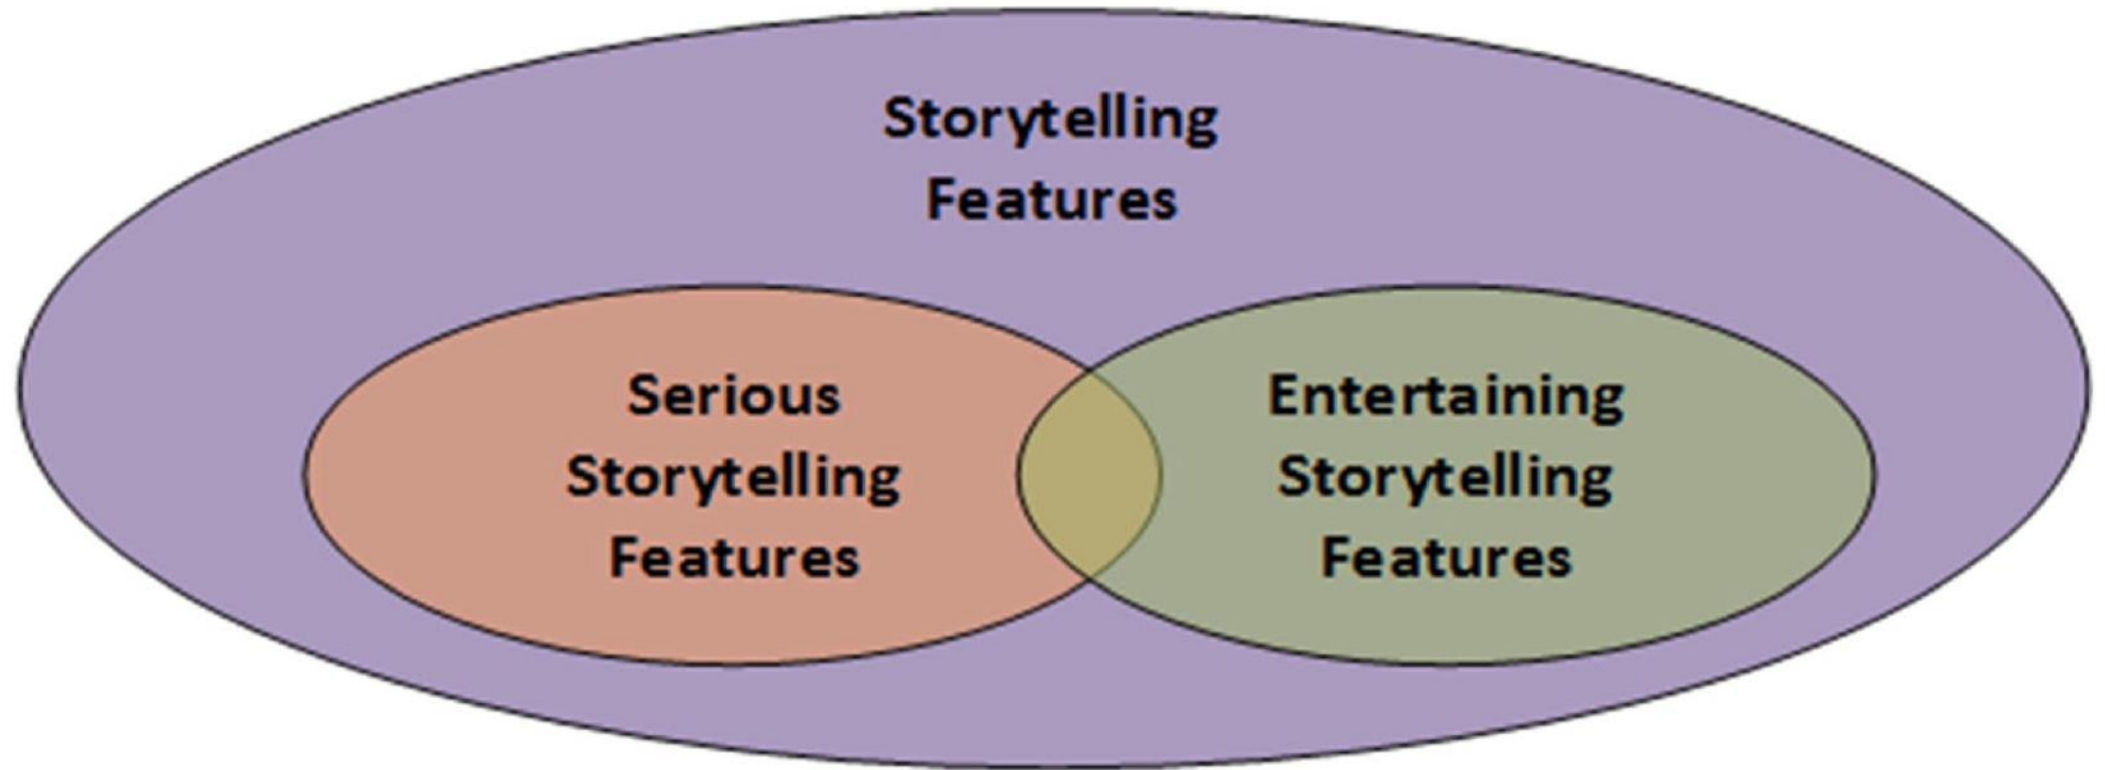 Storytelling
Features
Serious
Storytelling
Features
Entertaining
Storytelling
Features